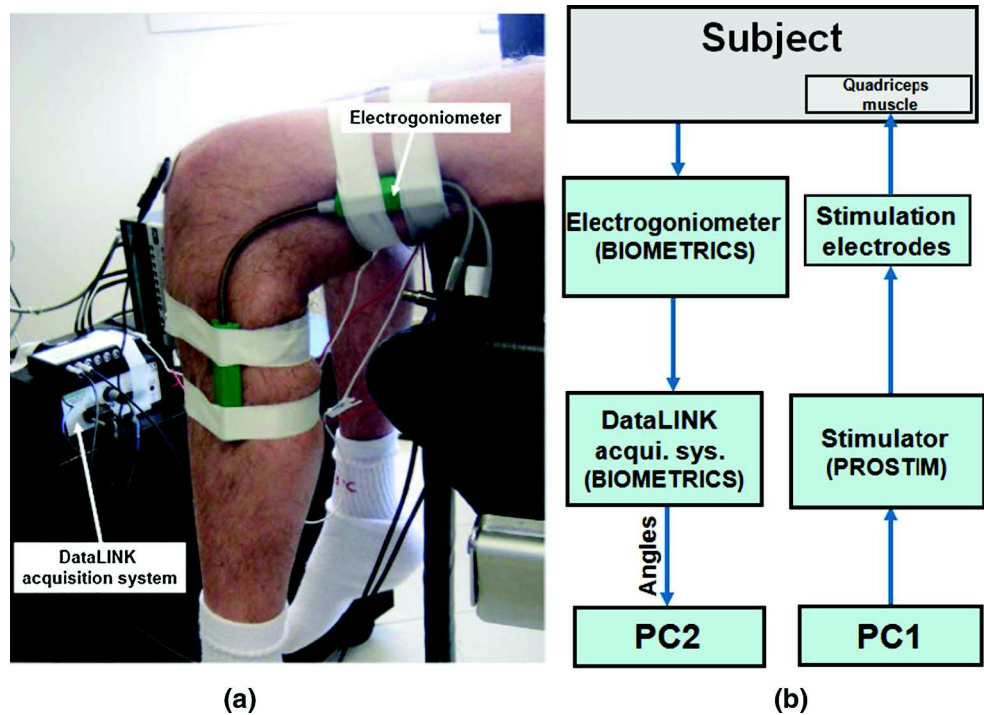 Electrogoniometer
DataLINK
acquisition system
(a)
Subject
Quadriceps
muscle
Electrogoniometer
(BIOMETRICS)
Stimulation
electrodes
DataLINK
acqui. sys.
(BIOMETRICS)
Stimulator
(PROSTIM)
Angles
PC2
PC1
(b)